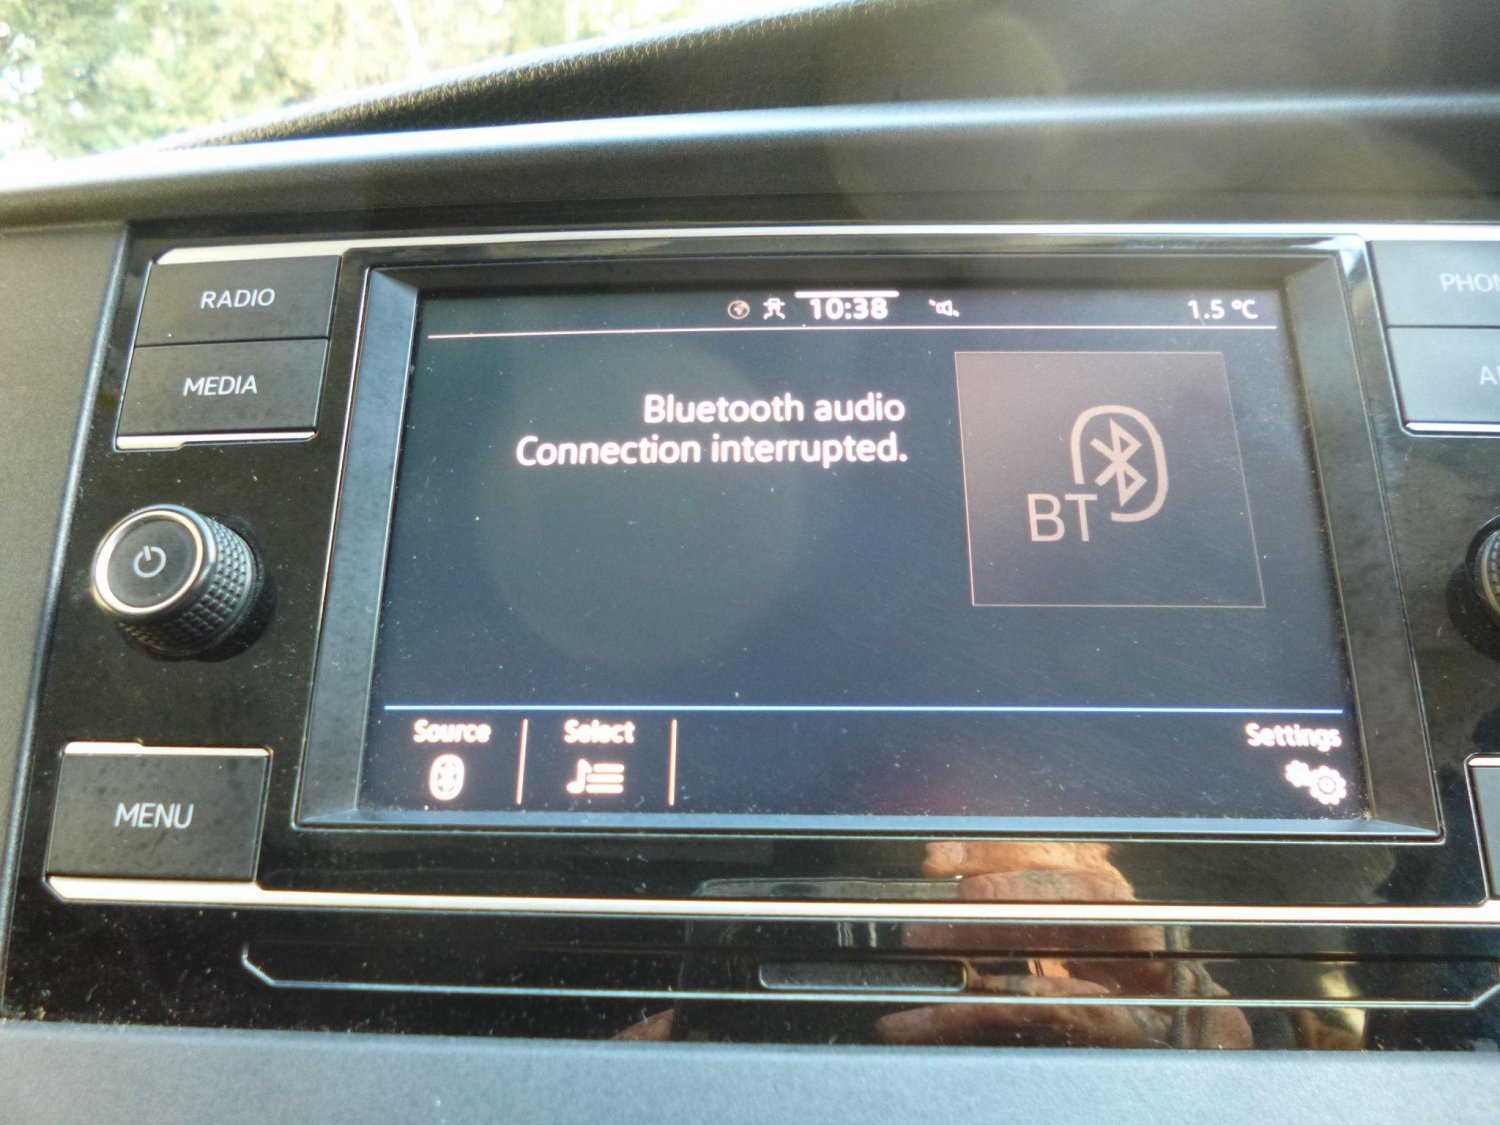 RADIO
MEDIA
MENU
10:38
1.5 °C
Bluetooth audio
Connection interrupted.
BT
Source
Select
Settings